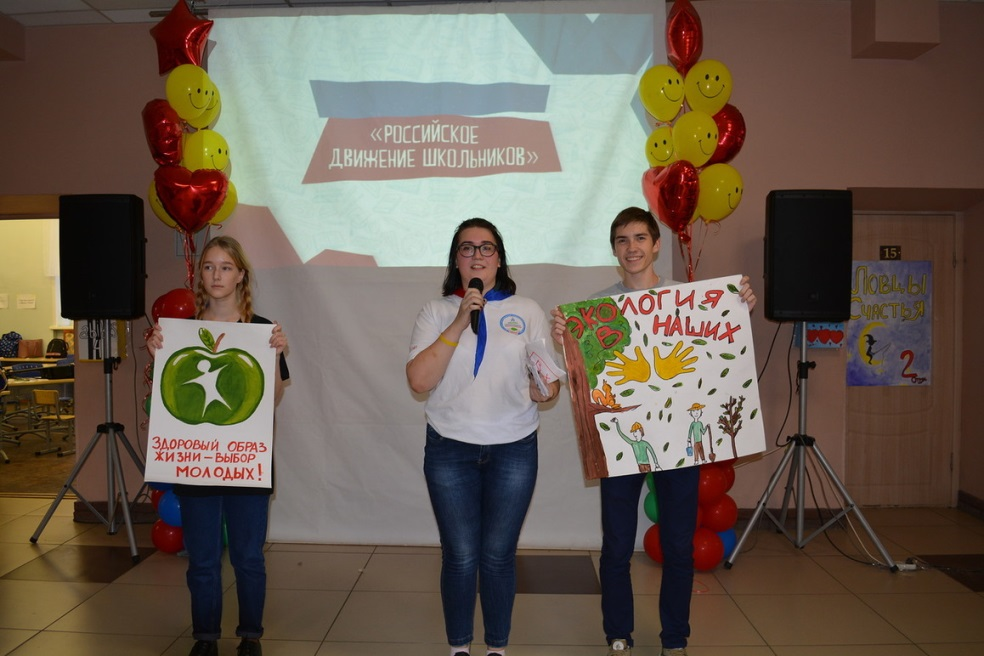 «РОССИЙСКОЕ
ДВИЖЕНИЕ ШКОЛЬНИКОВ»
ЗДОРОВЫЙ ОБРАЗ
ЖИЗНИ – ВЫБОР
МОЛОДЫХ!
ЭКОЛОГИЯ
В НАШИХ
15
ЛОВЦЫ
СЧАСТЬЯ
2